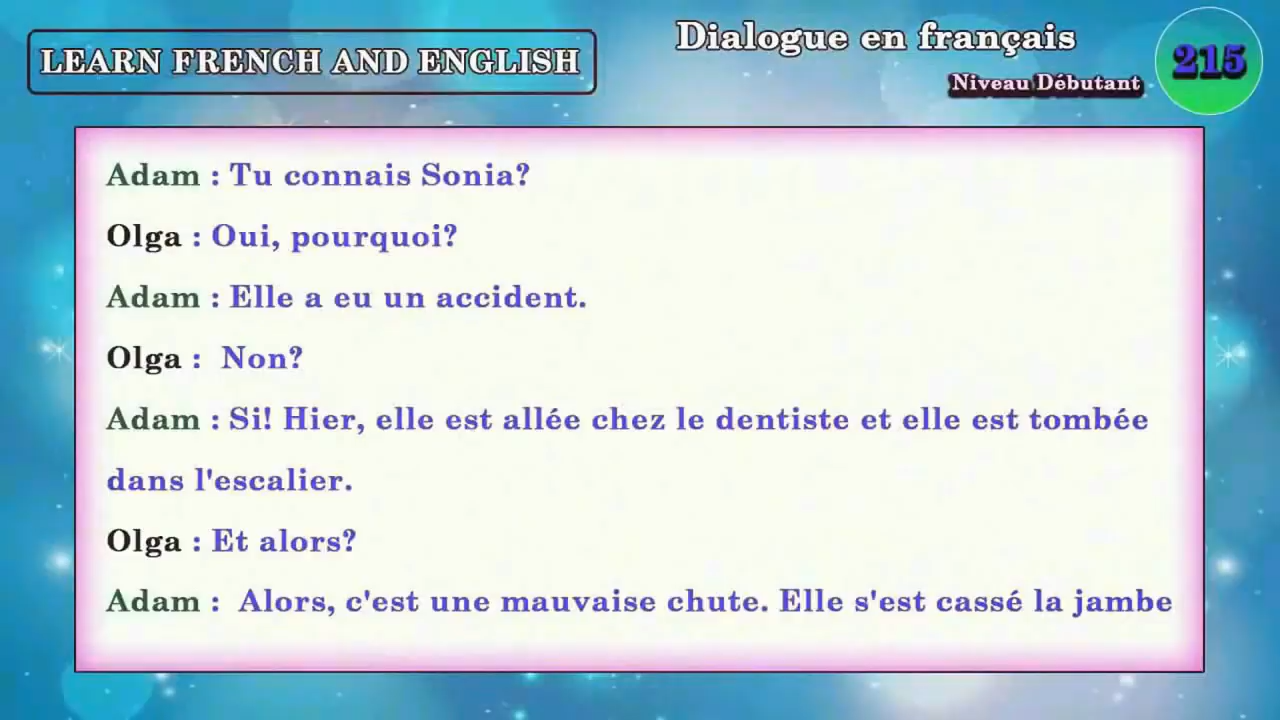 LEARN FRENCH AND ENGLISH
Dialogue en français
Niveau Débutant
215
Adam : Tu connais Sonia?
Olga : Oui, pourquoi?
Adam : Elle a eu un accident.
Olga : Non?
Adam : Si! Hier, elle est allée chez le dentiste et elle est tombée
dans l'escalier.
Olga : Et alors?
Adam : Alors, c'est une mauvaise chute. Elle s'est cassé la jambe